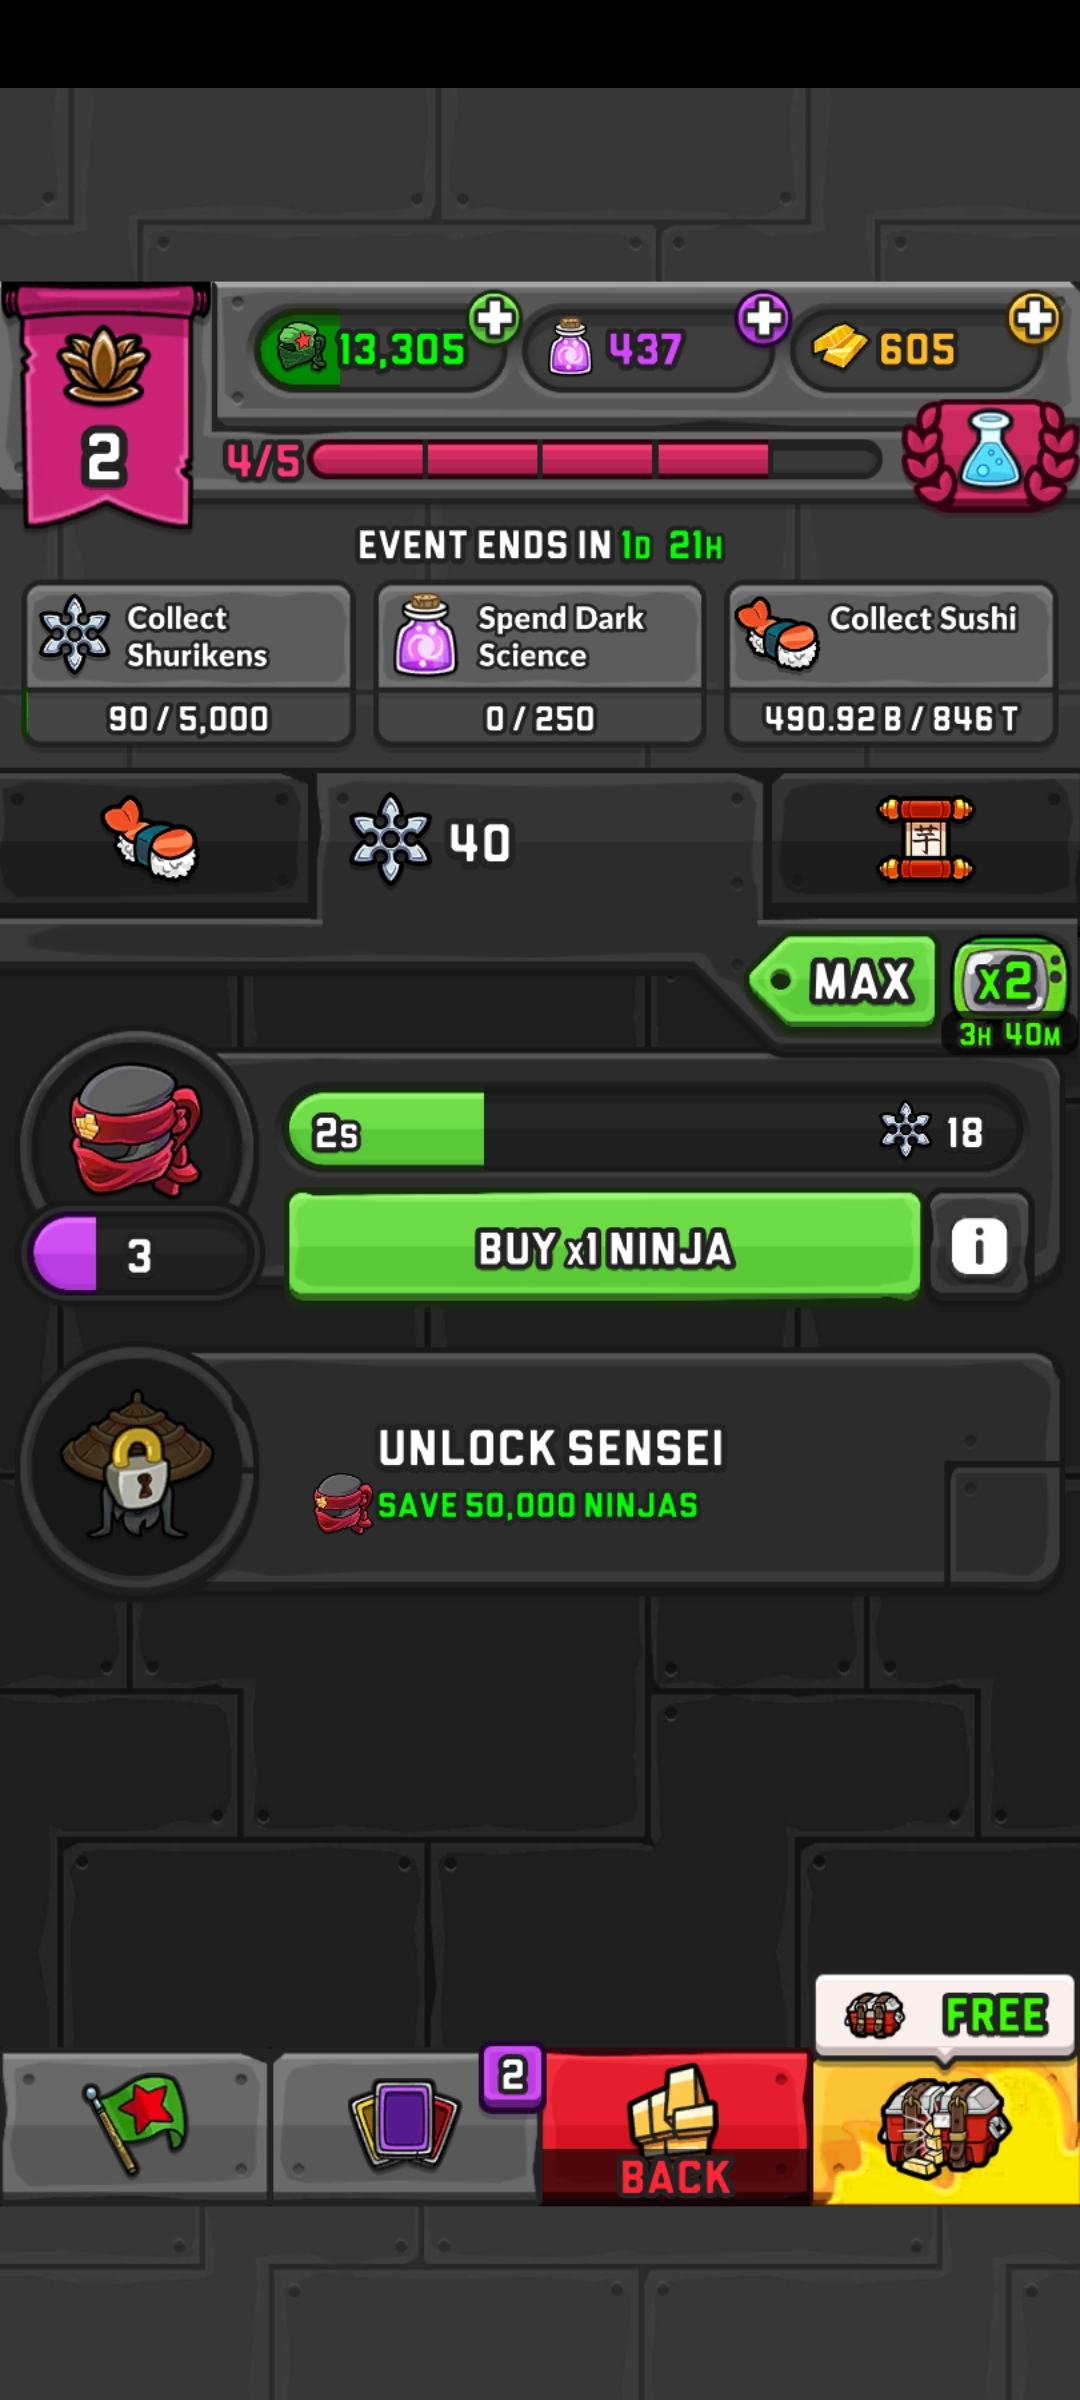 13,305
437
605
2
4/5
EVENT ENDS IN 1D 21H
Collect
Shurikens
90 / 5,000
Spend Dark
Science
0 / 250
Collect Sushi
490.92 B / 846 T
40
芋
MAX
x2
3H 40M
2s
18
3
BUY x1 NINJA
i
UNLOCK SENSEI
SAVE 50,000 NINJAS
FREE
2
BACK